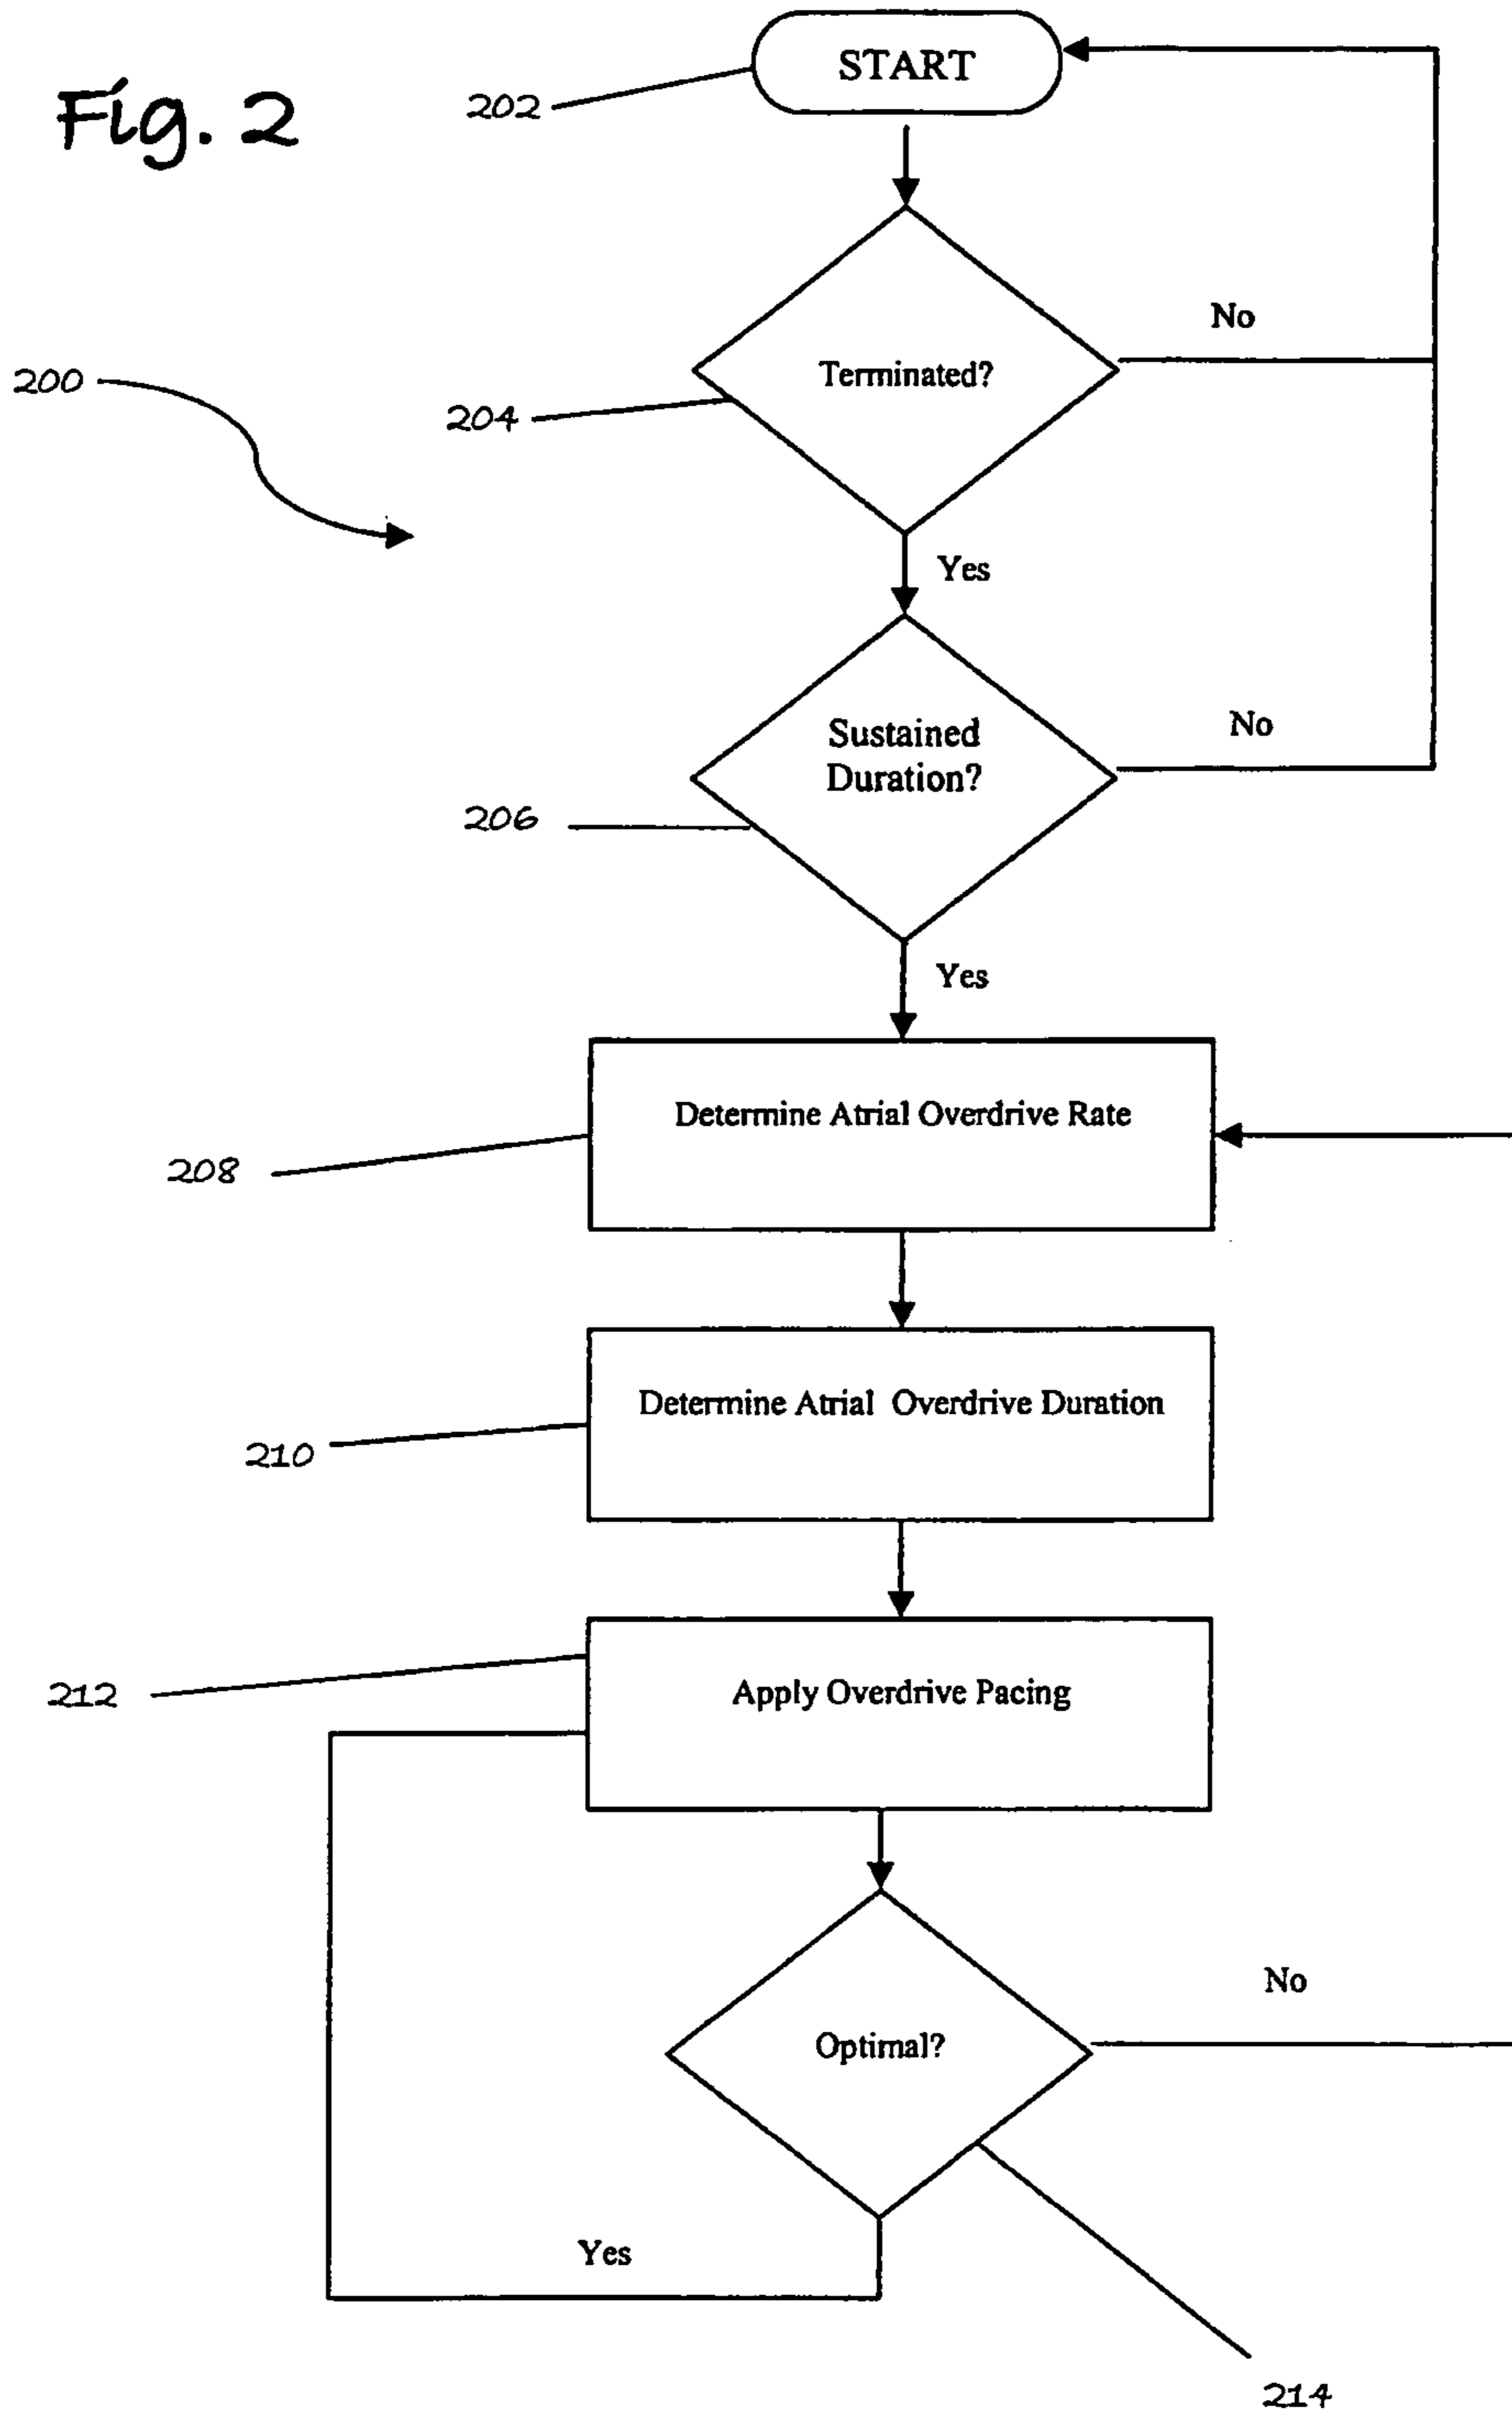 Fig. 2
START
202
No
200
Terminated?
204
Yes
Sustained
Duration?
No
206
Yes
Determine Atrial Overdrive Rate
208
Determine Atrial Overdrive Duration
210
Apply Overdrive Pacing
212
No
Optimal?
Yes
214